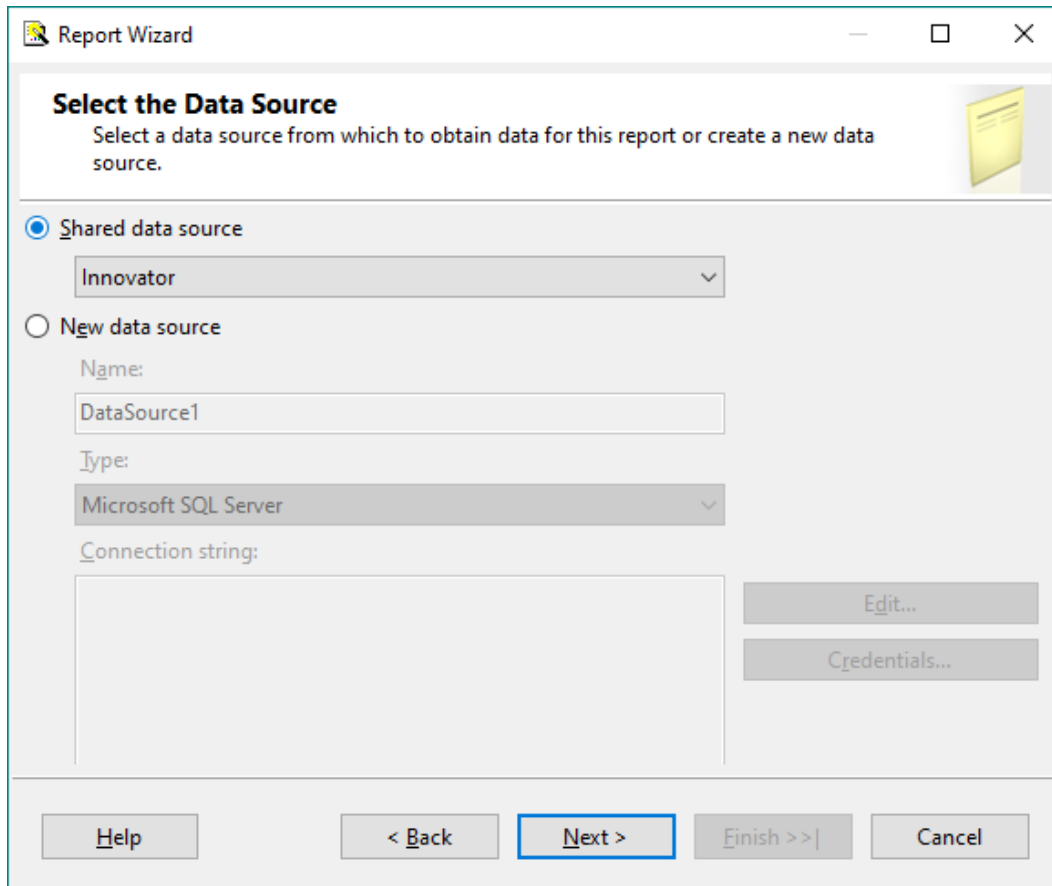 Report Wizard
Select the Data Source
Select a data source from which to obtain data for this report or create a new data
source.
Shared data source
Innovator
New data source
Name:
DataSource1
Type:
Microsoft SQL Server
Connection string:
Edit...
Credentials...
Help
< Back
Next >
Finish >>|
Cancel